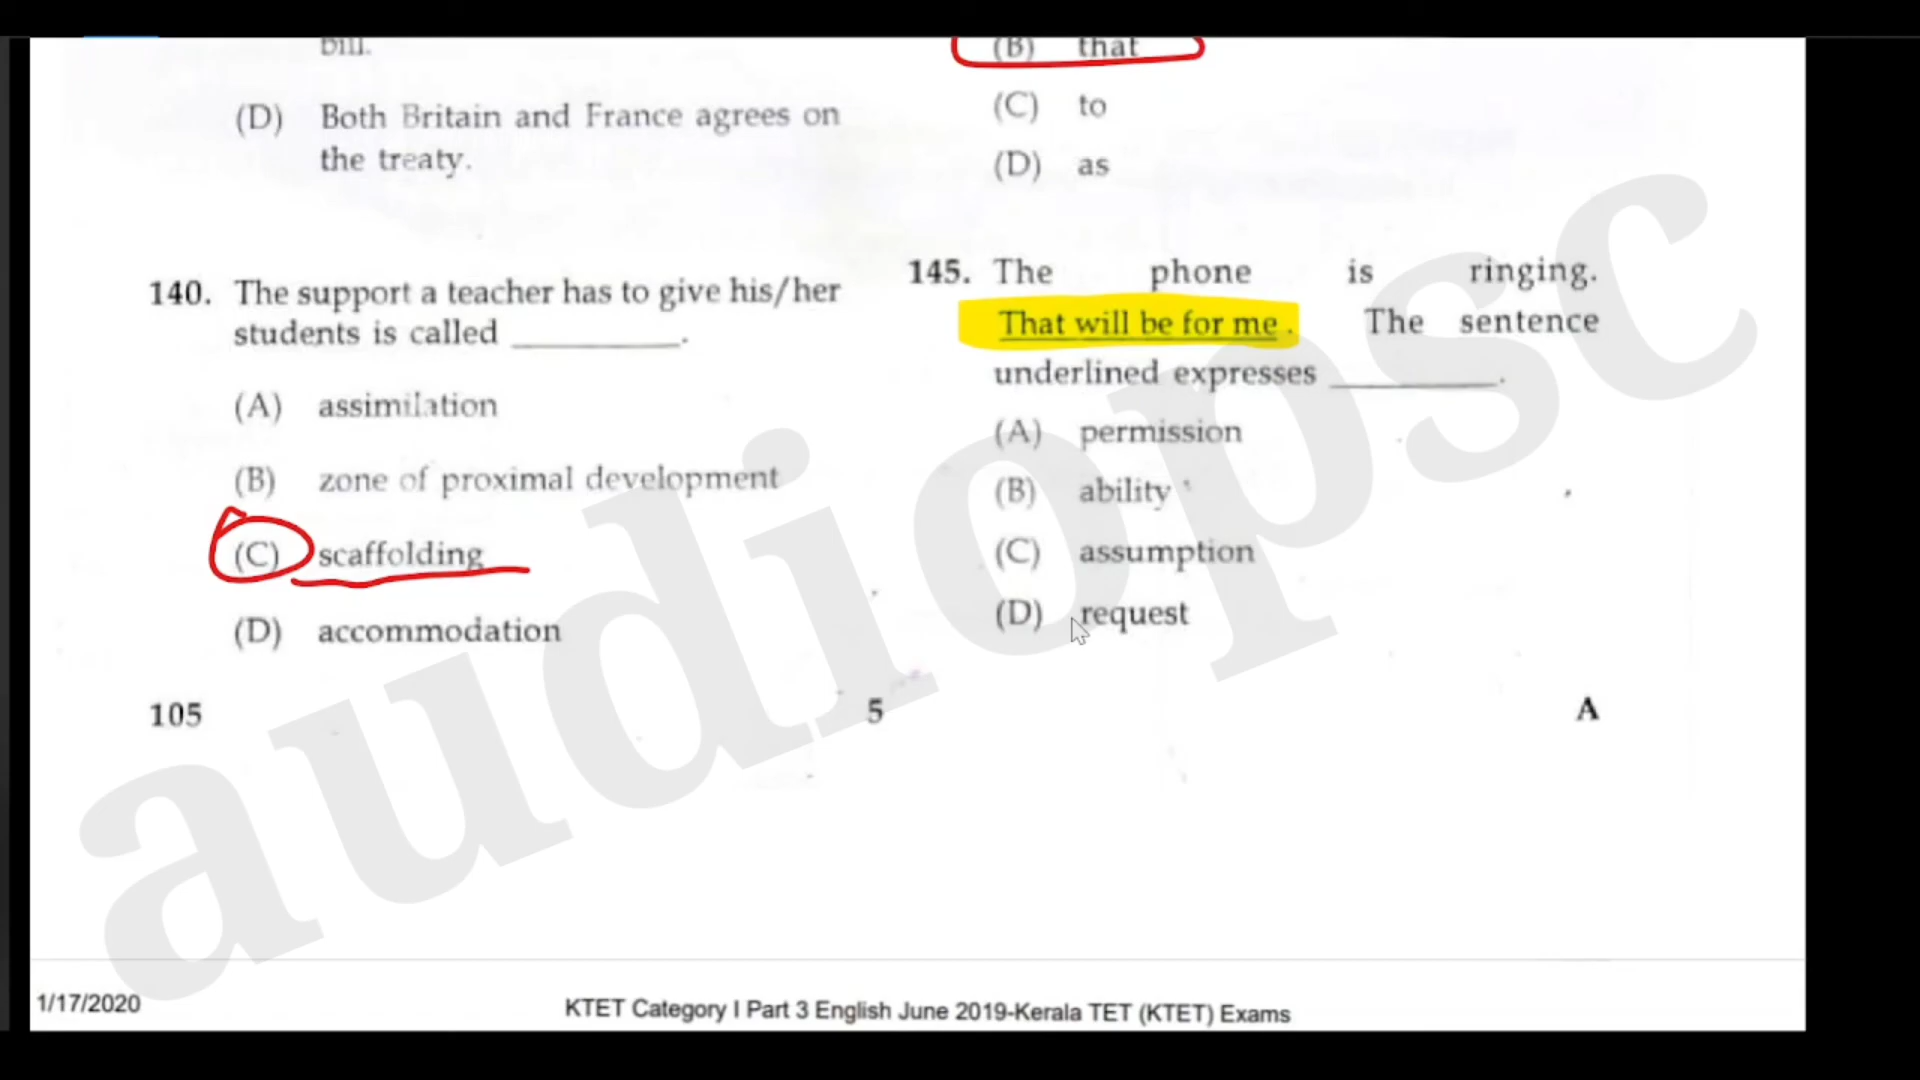 bill.
(D) Both Britain and France agrees on
the treaty.
140. The support a teacher has to give his/her
students is called __________.
(A) assimilation
(B) zone of proximal development
(C) scaffolding
(D) accommodation
(B) that
(C) to
(D) as
145. The phone is ringing.
That will be for me. The sentence
underlined expresses __________.
(A) permission
(B) ability
(C) assumption
(D) request
105 5 A
audiopsc
1/17/2020 KTET Category I Part 3 English June 2019-Kerala TET (KTET) Exams